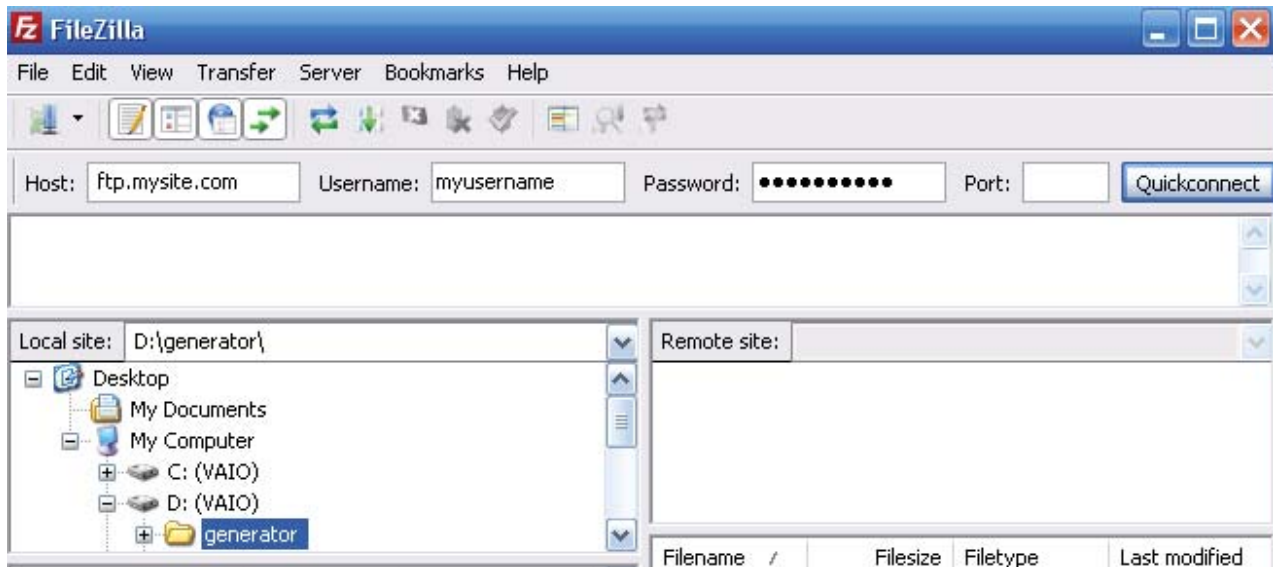 FileZilla
File Edit View Transfer Server Bookmarks Help
Host: ftp.mysite.com Username: myusername Password: ●●●●●●●●●● Port: Quickconnect
Local site: D:\generator\ Remote site:
Desktop
My Documents
My Computer
C: (VAIO)
D: (VAIO)
generator
Filename / Filesize Filetype Last modified